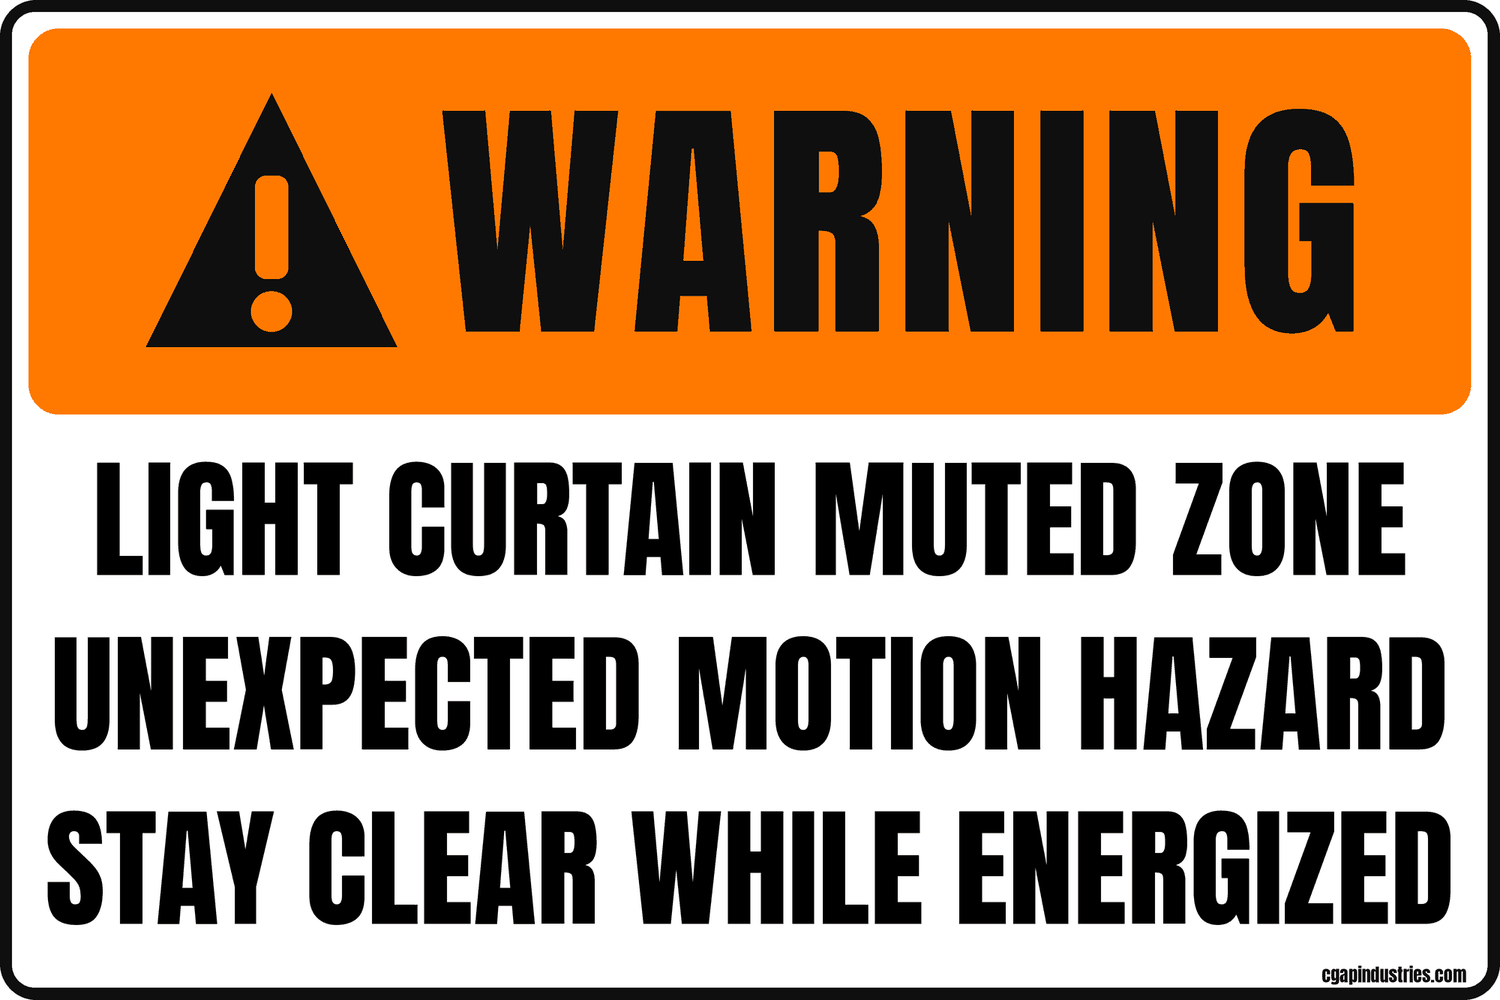 WARNING
LIGHT CURTAIN MUTED ZONE
UNEXPECTED MOTION HAZARD
STAY CLEAR WHILE ENERGIZED
cgapindustries.com